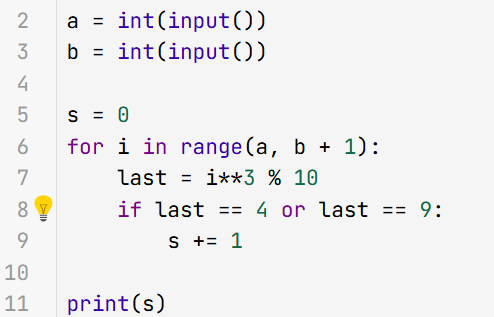 2 a = int(input())
3 b = int(input())
4
5 s = 0
6 for i in range(a, b + 1):
7     last = i**3 % 10
8     if last == 4 or last == 9:
9         s += 1
10
11 print(s)